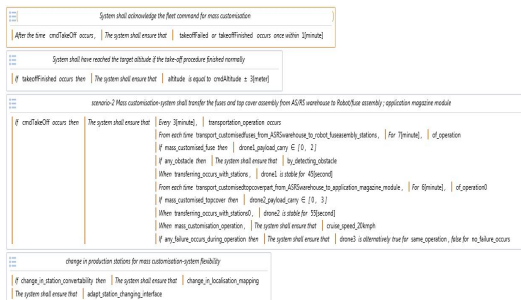 System shall acknowledge the fleet command for mass customisation
After the time cmdTakeOff occurs , The system shall ensure that takeoffFailed or takeoffFinished occurs once within 1[minute]
System shall have reached the target altitude if the take-off procedure finished normally
If takeoffFinished occurs then The system shall ensure that altitude is equal to cmdAltitude ± 3[meter]
scenario-2 Mass customisation-system shall transfer the fuses and top cover assembly from AS/RS warehouse to Robot/fuse assembly ; application magazine module
If cmdTakeOff occurs then The system shall ensure that Every 3[minute] , transportation_operation occurs
From each time transport_customisedfuses_from_ASRSwarehouse_to_robot_fuseassembly_stations , For 7[minute] , of_operation
If mass_customised_fuse then drone1_payload_carry ∈ [ 0 , 2 ]
If any_obstacle then The system shall ensure that by_detecting_obstacle
When transferring_occurs_with_stations , drone1 is stable for 45[second]
From each time transport_customisedtopcoverpart_from_ASRSwarehouse_to_application_magazine_module , For 6[minute] , of_operation0
If mass_customised_topcover then drone2_payload_carry ∈ [ 0 , 3 ]
When transferring_occurs_with_stations0 , drone2 is stable for 55[second]
When mass_customisation_operation , The system shall ensure that cruise_speed_20kmph
If any_failure_occurs_during_operation then The system shall ensure that drone3 is alternatively true for same_operation , false for no_failure_occurs
change in production stations for mass customisation-system flexibility
If change_in_station_convertability then The system shall ensure that change_in_localisation_mapping
The system shall ensure that adapt_station_changing_interface